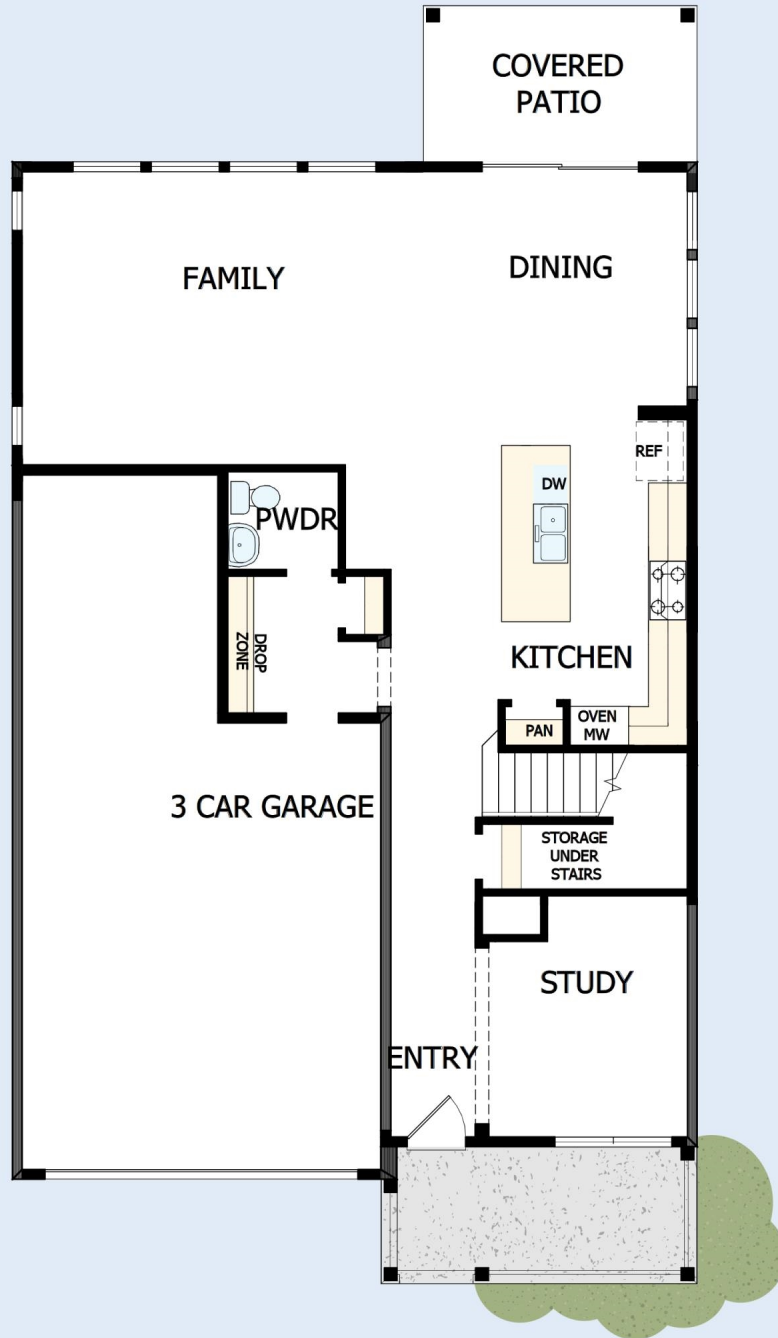 COVERED
PATIO
FAMILY
DINING
REF
DW
PWDR
DROP
ZONE
KITCHEN
PAN
OVEN
MW
3 CAR GARAGE
STORAGE
UNDER
STAIRS
STUDY
ENTRY